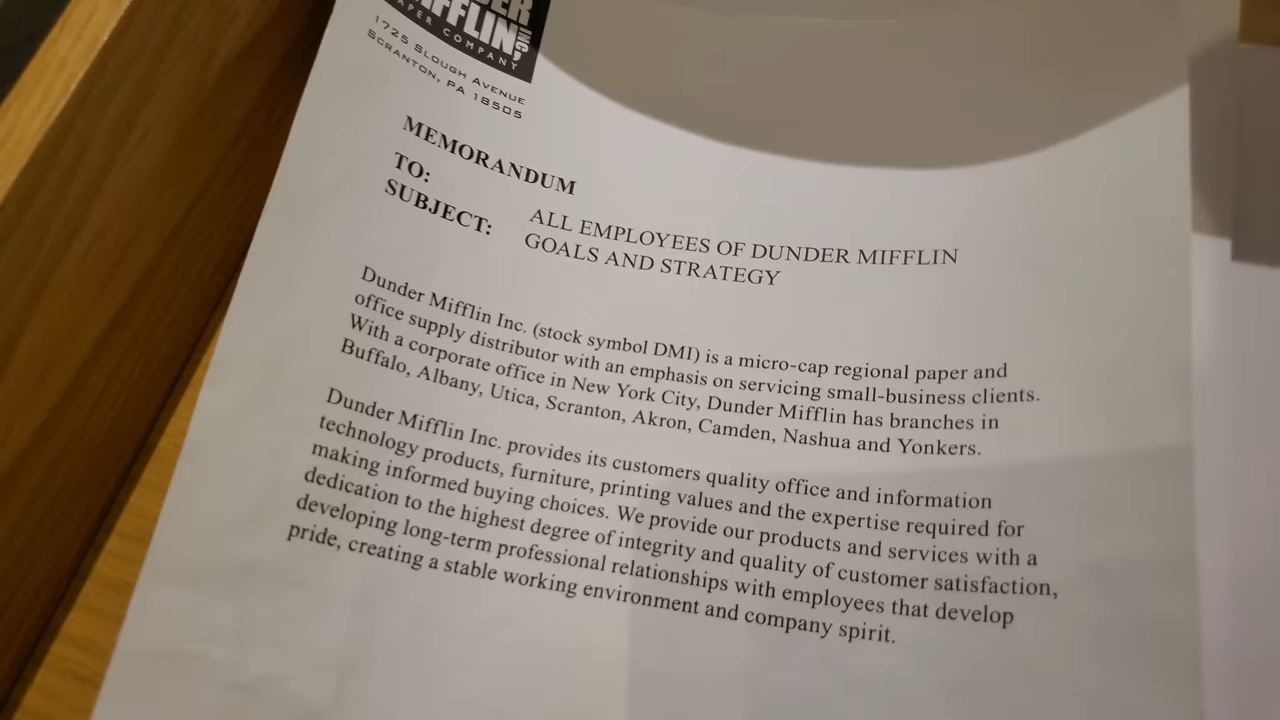 DER
MIFFLIN INC,
PAPER COMPANY
1725 SLOUGH AVENUE
SCRANTON, PA 18505
MEMORANDUM
TO: ALL EMPLOYEES OF DUNDER MIFFLIN
SUBJECT: GOALS AND STRATEGY
Dunder Mifflin Inc. (stock symbol DMI) is a micro-cap regional paper and
office supply distributor with an emphasis on servicing small-business clients.
With a corporate office in New York City, Dunder Mifflin has branches in
Buffalo, Albany, Utica, Scranton, Akron, Camden, Nashua and Yonkers.
Dunder Mifflin Inc. provides its customers quality office and information
technology products, furniture, printing values and the expertise required for
making informed buying choices. We provide our products and services with a
dedication to the highest degree of integrity and quality of customer satisfaction,
developing long-term professional relationships with employees that develop
pride, creating a stable working environment and company spirit.